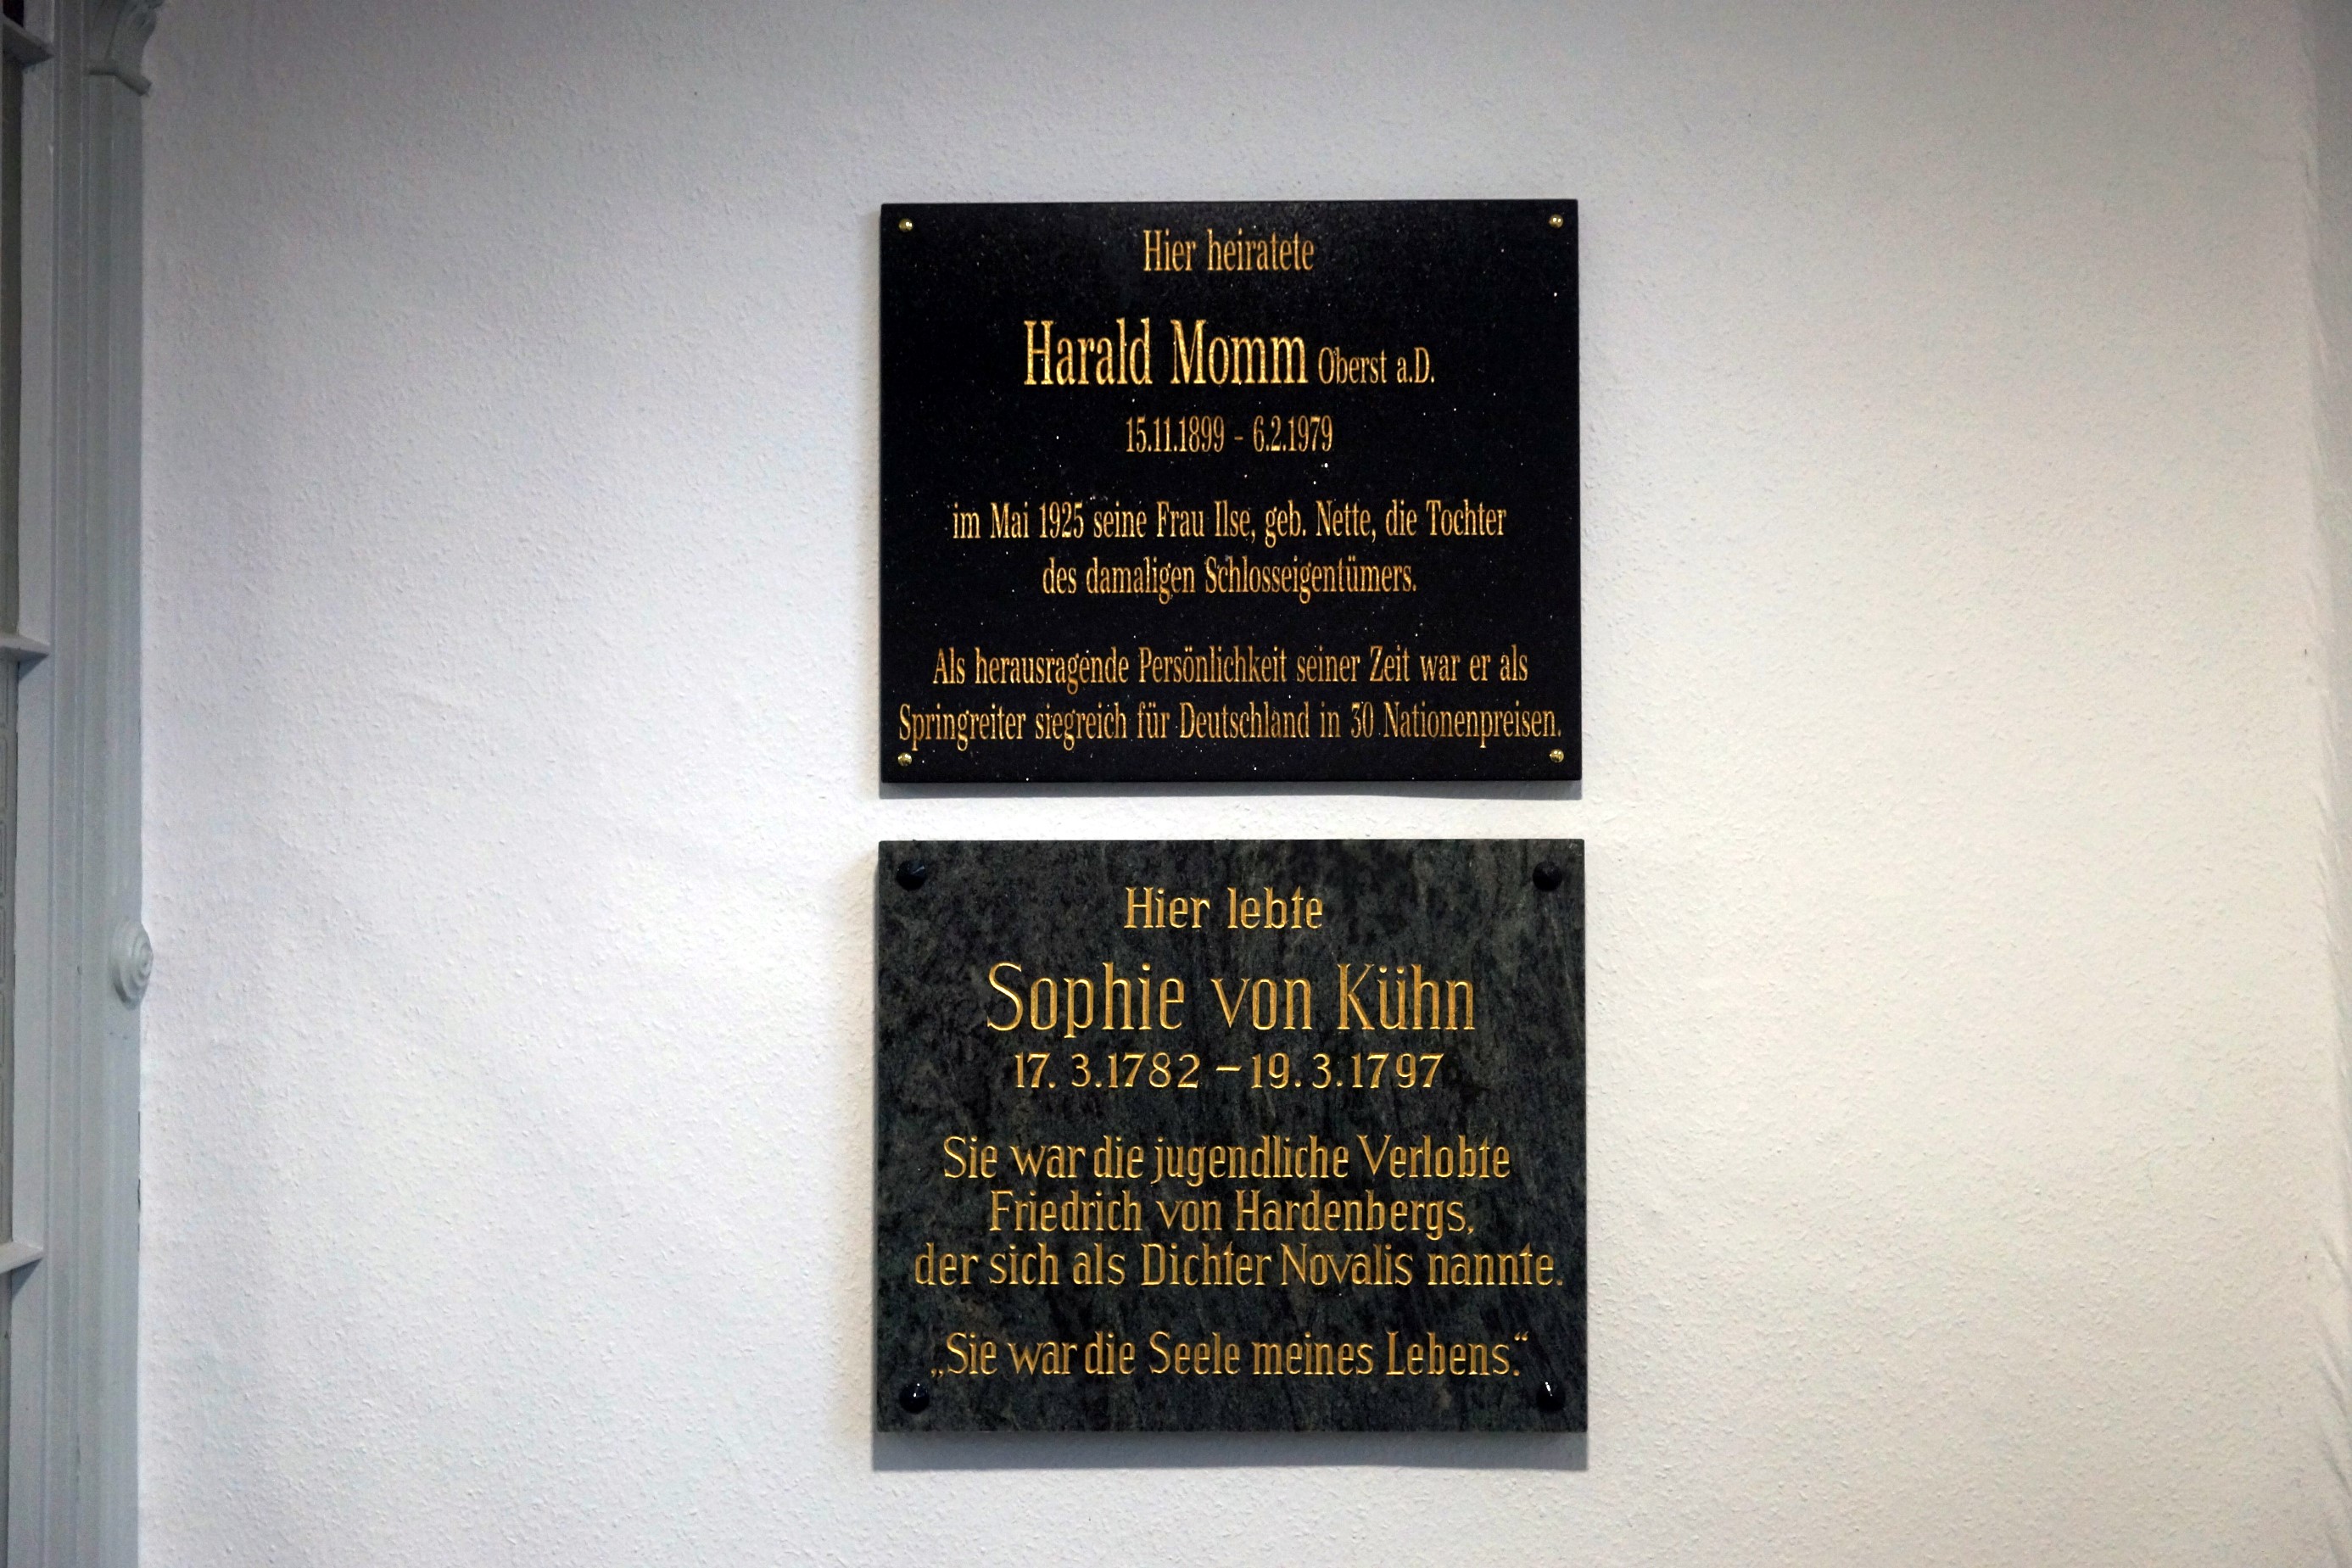 Hier heiratete
Harald Momm Oberst a.D.
15.11.1899 - 6.2.1979
im Mai 1925 seine Frau Ilse, geb. Nette, die Tochter
des damaligen Schlosseigentümers.
Als herausragende Persönlichkeit seiner Zeit war er als
Springreiter siegreich für Deutschland in 30 Nationenpreisen.
Hier lebte
Sophie von Kühn
17. 3. 1782 – 19. 3. 1797
Sie war die jugendliche Verlobte
Friedrich von Hardenbergs,
der sich als Dichter Novalis nannte.
„Sie war die Seele meines Lebens.“